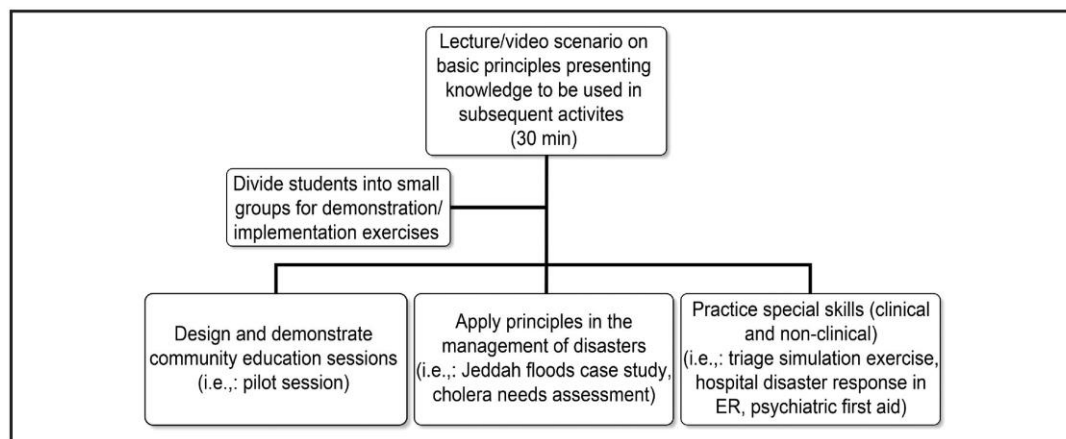 Lecture/video scenario on
basic principles presenting
knowledge to be used in
subsequent activites
(30 min)
Divide students into small
groups for demonstration/
implementation exercises
Design and demonstrate
community education sessions
(i.e.,: pilot session)
Apply principles in the
management of disasters
(i.e.,: Jeddah floods case study,
cholera needs assessment)
Practice special skills (clinical
and non-clinical)
(i.e.,: triage simulation exercise,
hospital disaster response in
ER, psychiatric first aid)